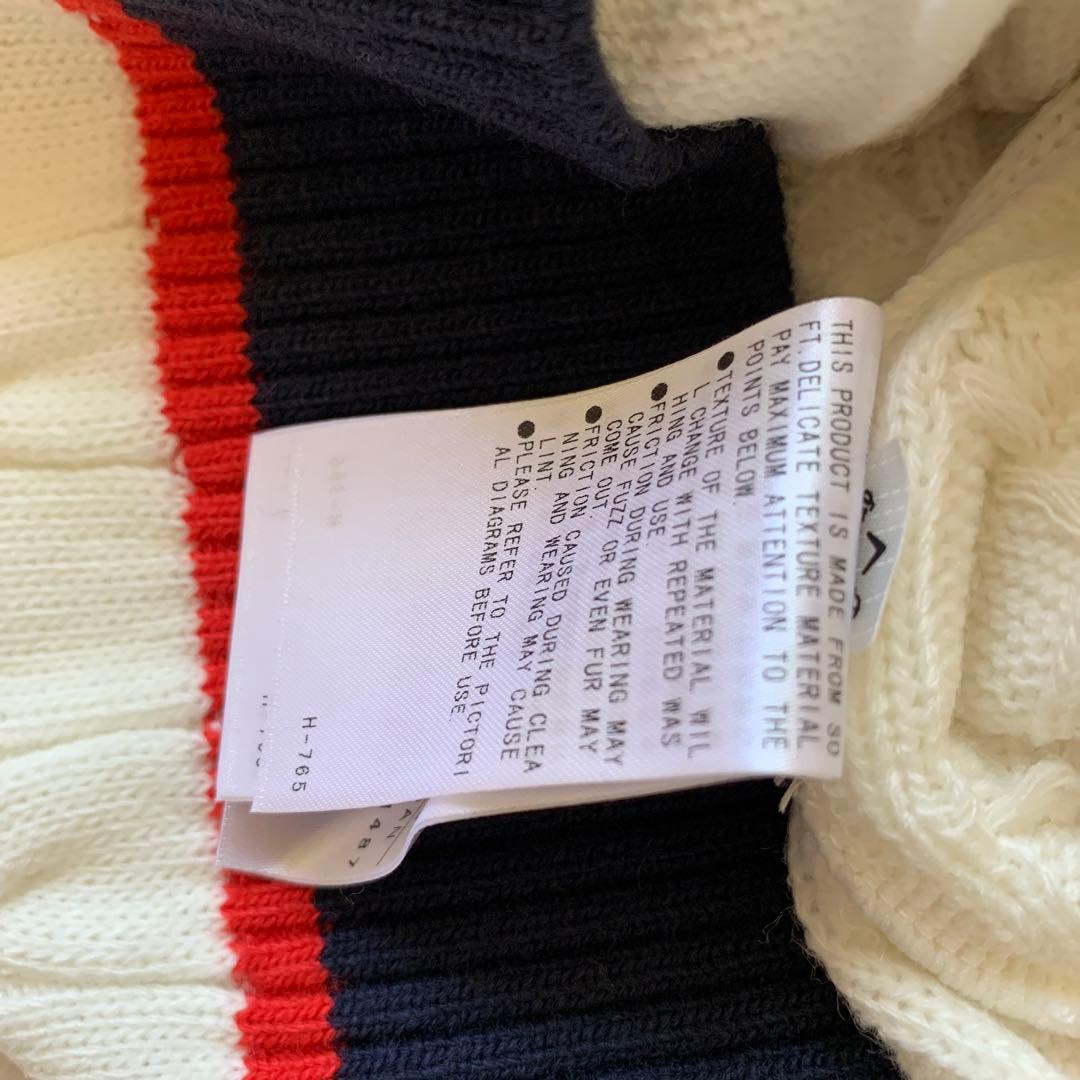 THIS PRODUCT IS MADE FROM SO
FT.DELICATE TEXTURE MATERIAL
PAY MAXIMUM ATTENTION TO THE
POINTS BELOW.
●TEXTURE OF THE MATERIAL WIL
L CHANGE WITH REPEATED WAS
HING AND USE.
●FRICTION DURING WEARING MAY
CAUSE FUZZ OR EVEN FUR MAY
COME OUT.
●FRICTION CAUSED DURING CLEA
NING AND WEARING MAY CAUSE
LINT.
●PLEASE REFER TO THE PICTORI
AL DIAGRAMS BEFORE USE.
H-765
AN
748>